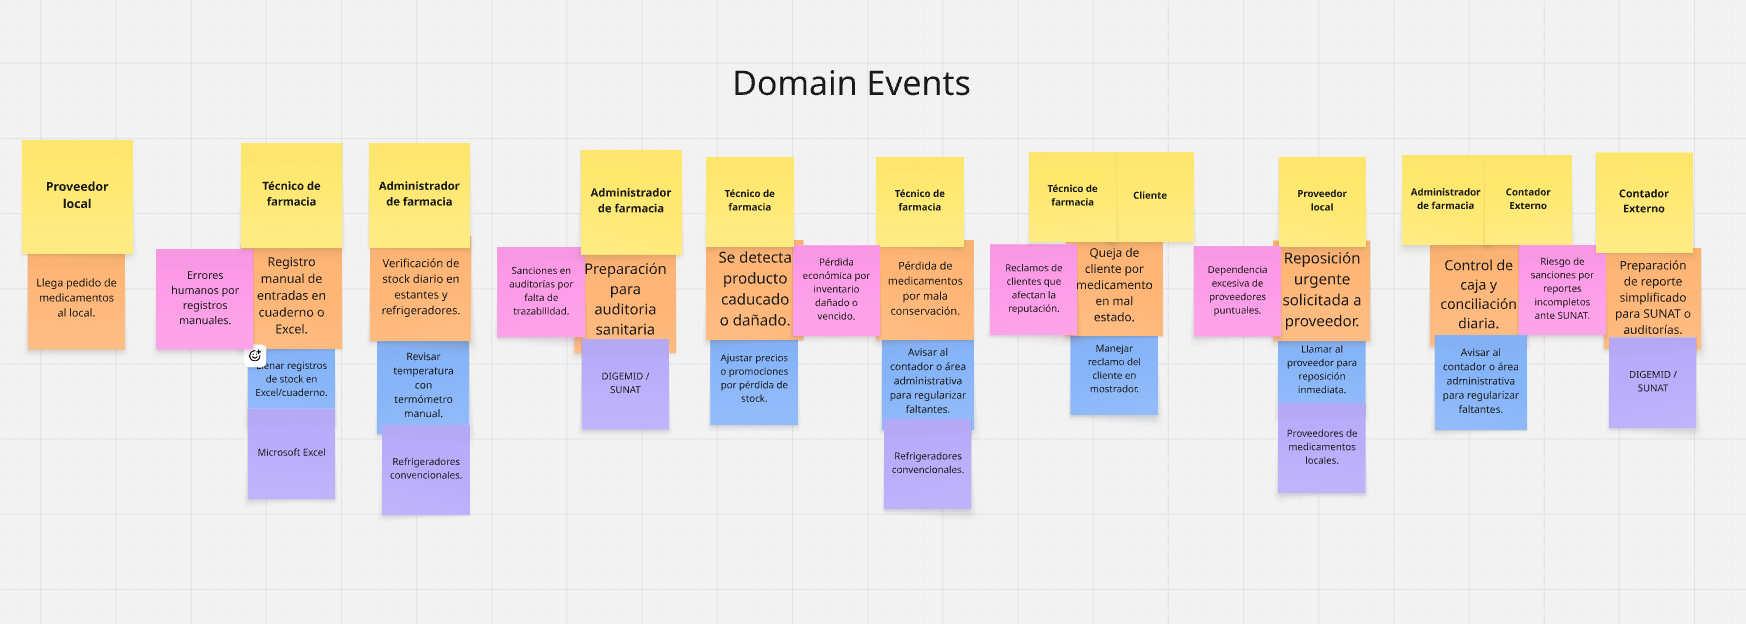 Domain Events
Proveedor
local
Llega pedido de
medicamentos
al local.
Errores
humanos por
registros
manuales.
Técnico de
farmacia
Registro
manual de
entradas en
cuaderno o
Excel.
Llenar registros
de stock en
Excel/cuaderno.
Microsoft Excel
Administrador
de farmacia
Verificación de
stock diario en
estantes y
refrigeradores.
Revisar
temperatura
con
termómetro
manual.
Refrigeradores
convencionales.
Sanciones en
auditorías por
falta de
trazabilidad.
Administrador
de farmacia
Preparación
para
auditoria
sanitaria
DIGEMID /
SUNAT
Técnico de
farmacia
Se detecta
producto
caducado
o dañado.
Ajustar precios
o promociones
por pérdida de
stock.
Pérdida
económica por
inventario
dañado o
vencido.
Técnico de
farmacia
Pérdida de
medicamentos
por mala
conservación.
Avisar al
contador o área
administrativa
para regularizar
faltantes.
Refrigeradores
convencionales.
Reclamos de
clientes que
afectan la
reputación.
Técnico de
farmacia
Cliente
Queja de
cliente por
medicamento
en mal
estado.
Manejar
reclamo del
cliente en
mostrador.
Dependencia
excesiva de
proveedores
puntuales.
Proveedor
local
Reposición
urgente
solicitada a
proveedor.
Llamar al
proveedor para
reposición
inmediata.
Proveedores de
medicamentos
locales.
Administrador
de farmacia
Contador
Externo
Control de
caja y
conciliación
diaria.
Avisar al
contador o área
administrativa
para regularizar
faltantes.
Riesgo de
sanciones por
reportes
incompletos
ante SUNAT.
Contador
Externo
Preparación
de reporte
simplificado
para SUNAT o
auditorías.
DIGEMID /
SUNAT